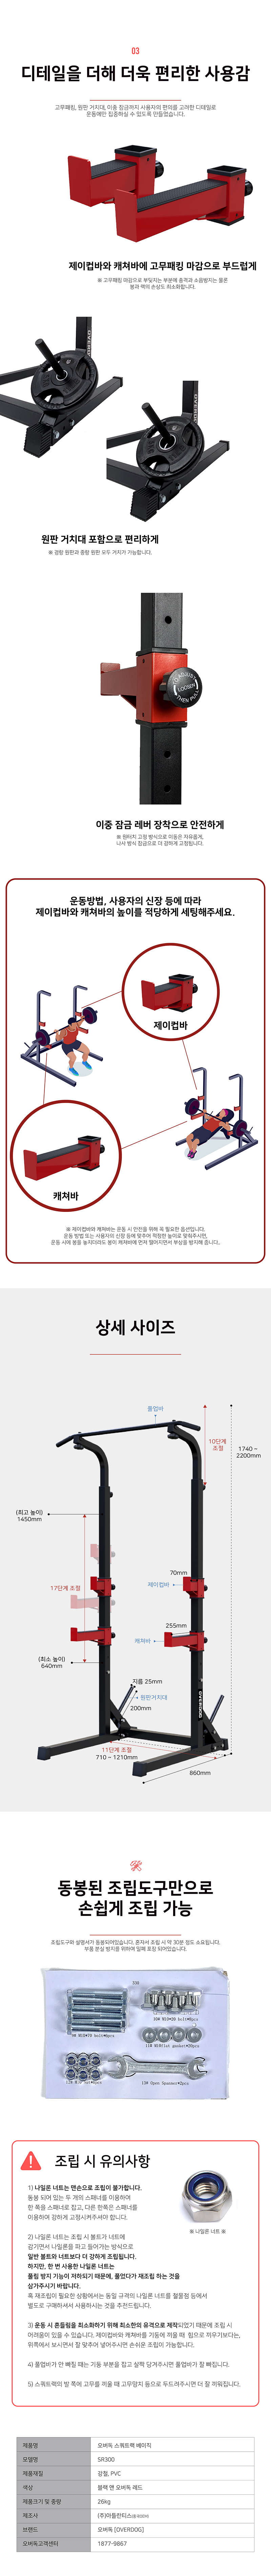 03
디테일을 더해 더욱 편리한 사용감
고무패킹, 원판 거치대, 이중 잠금까지 사용자의 편의를 고려한 디테일로
운동에만 집중하실 수 있도록 만들었습니다.
제이컵바와 캐쳐바에 고무패킹 마감으로 부드럽게
※ 고무패킹 마감으로 부딪치는 부분에 충격과 소음방지는 물론
봉과 랙의 손상도 최소화합니다.
원판 거치대 포함으로 편리하게
※ 경량 원판과 중량 원판 모두 거치가 가능합니다.
LOOSEN
THEN PULL
이중 잠금 레버 장착으로 안전하게
※ 원터치 고정 방식으로 이동은 자유롭게,
나사 방식 잠금으로 더 강하게 고정됩니다.
운동방법, 사용자의 신장 등에 따라
제이컵바와 캐쳐바의 높이를 적당하게 세팅해주세요.
제이컵바
캐쳐바
※ 제이컵바와 캐쳐바는 운동 시 안전을 위해 꼭 필요한 옵션입니다.
운동 방법 또는 사용자의 신장 등에 맞추어 적정한 높이로 맞춰주시면,
운동 시에 봉을 놓치더라도 봉이 캐쳐바에 먼저 떨어지면서 부상을 방지해 줍니다.
상세 사이즈
풀업바
10단계
조절
1740 ~
2200mm
(최고 높이)
1450mm
70mm
제이컵바
17단계 조절
255mm
캐쳐바
(최소 높이)
640mm
지름 25mm
원판거치대
200mm
OVERDOG
11단계 조절
710 ~ 1210mm
860mm
동봉된 조립도구만으로
손쉽게 조립 가능
조립도구와 설명서가 동봉되어있습니다. 혼자서 조립 시 약 30분 정도 소요됩니다.
부품 분실 방지를 위하여 밀폐 포장 되어있습니다.
조립 시 유의사항
1) 나일론 너트는 맨손으로 조립이 불가합니다.
동봉 되어 있는 두 개의 스패너를 이용하여
한 쪽을 스패너로 잡고, 다른 한쪽은 스패너를
이용하여 강하게 고정시켜주셔야 합니다.
※ 나일론 너트 ※
2) 나일론 너트는 조립 시 볼트가 너트에
감기면서 나일론을 파고 들어가는 방식으로
일반 볼트와 너트보다 더 강하게 조립됩니다.
하지만, 한 번 사용한 나일론 너트는
풀림 방지 기능이 저하되기 때문에, 풀었다가 재조립 하는 것을
삼가주시기 바랍니다.
혹 재조립이 필요한 상황에서는 동일 규격의 나일론 너트를 철물점 등에서
별도로 구매하셔서 사용하시는 것을 추천드립니다.
3) 운동 시 흔들림을 최소화하기 위해 최소한의 유격으로 제작되었기 때문에 조립 시
어려움이 있을 수 있습니다. 제이컵바와 캐쳐바를 기둥에 끼울 때 힘으로 끼우기보다는,
위쪽에서 보시면서 잘 맞추어 넣어주시면 손쉬운 조립이 가능합니다.
4) 풀업바가 안 빠질 때는 기둥 부분을 잡고 살짝 당겨주시면 풀업바가 잘 빠집니다.
5) 스쿼트랙의 발 쪽에 고무를 끼울 때 고무망치 등으로 두드려주시면 더 잘 끼워집니다.
제품명 오버독 스쿼트랙 베이직
모델명 SR300
제품재질 강철, PVC
색상 블랙 앤 오버독 레드
제품크기 및 중량 26kg
제조사 (주)아틀란티스
브랜드 오버독 [OVERDOG]
오버독고객센터 1877-9867